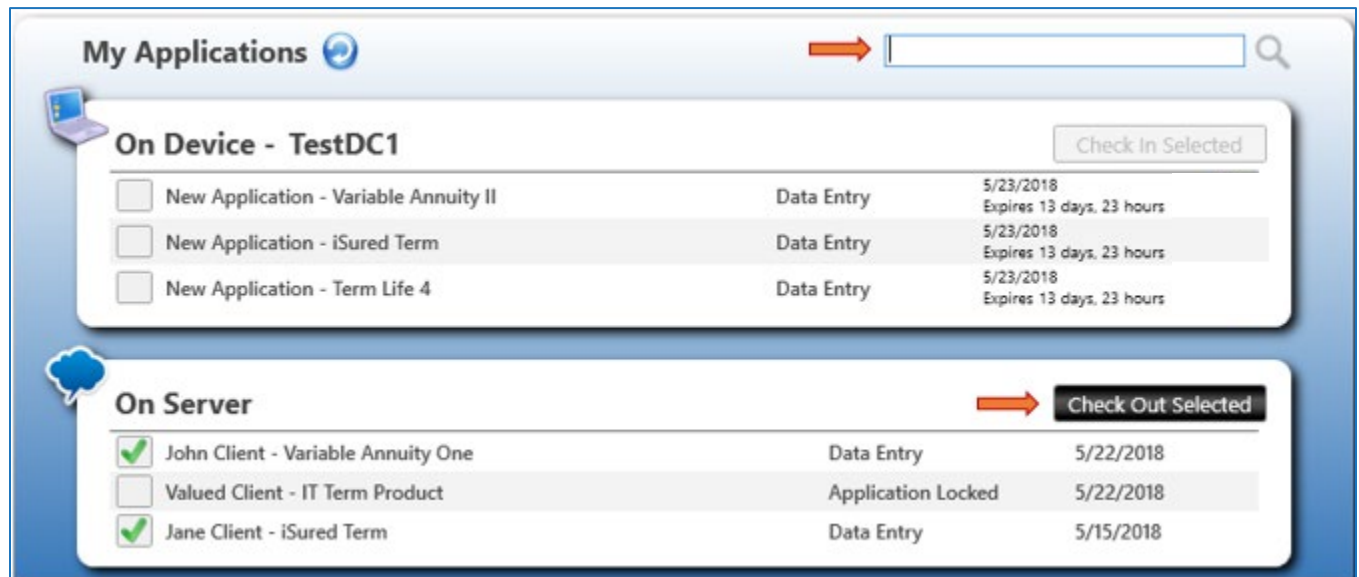 My Applications
On Device - TestDC1 Check In Selected
New Application - Variable Annuity II Data Entry 5/23/2018
Expires 13 days, 23 hours
New Application - iSured Term Data Entry 5/23/2018
Expires 13 days, 23 hours
New Application - Term Life 4 Data Entry 5/23/2018
Expires 13 days, 23 hours
On Server Check Out Selected
John Client - Variable Annuity One Data Entry 5/22/2018
Valued Client - IT Term Product Application Locked 5/22/2018
Jane Client - iSured Term Data Entry 5/15/2018